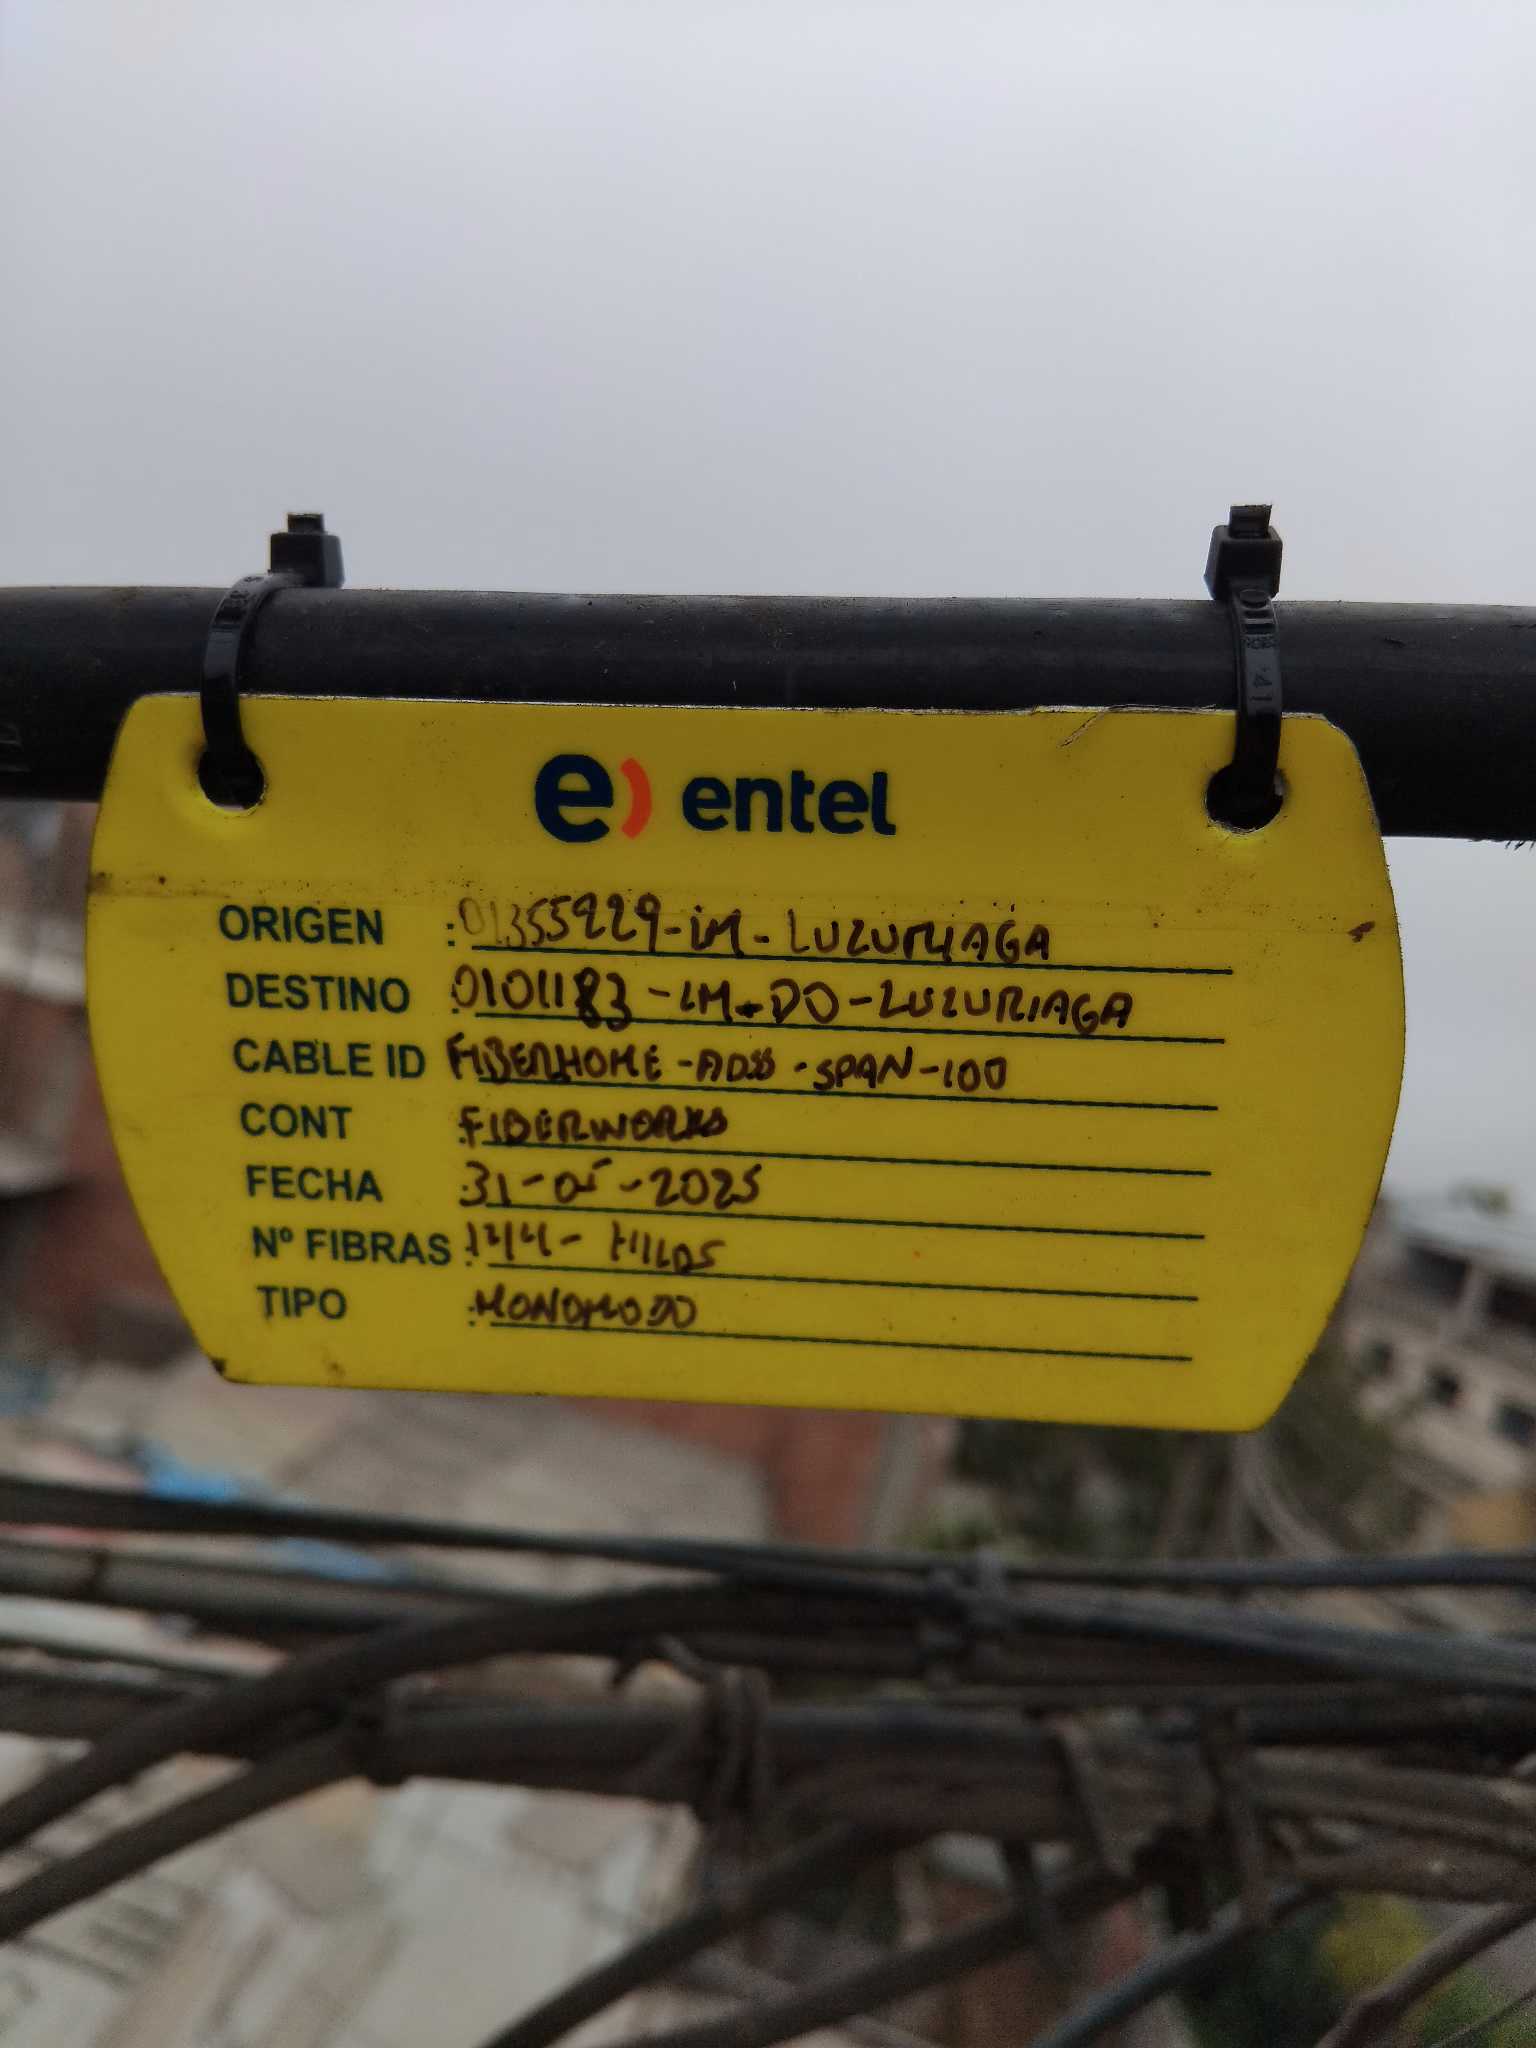 e) entel
ORIGEN : 01355929-LM-LUZURIAGA
DESTINO : 0101183-LM-DO-LUZURIAGA
CABLE ID FIBERHOME-ADSS-SPAN-100
CONT : FIBERWORKS
FECHA : 31-05-2025
Nº FIBRAS : 144-HILOS
TIPO : MONOMODO